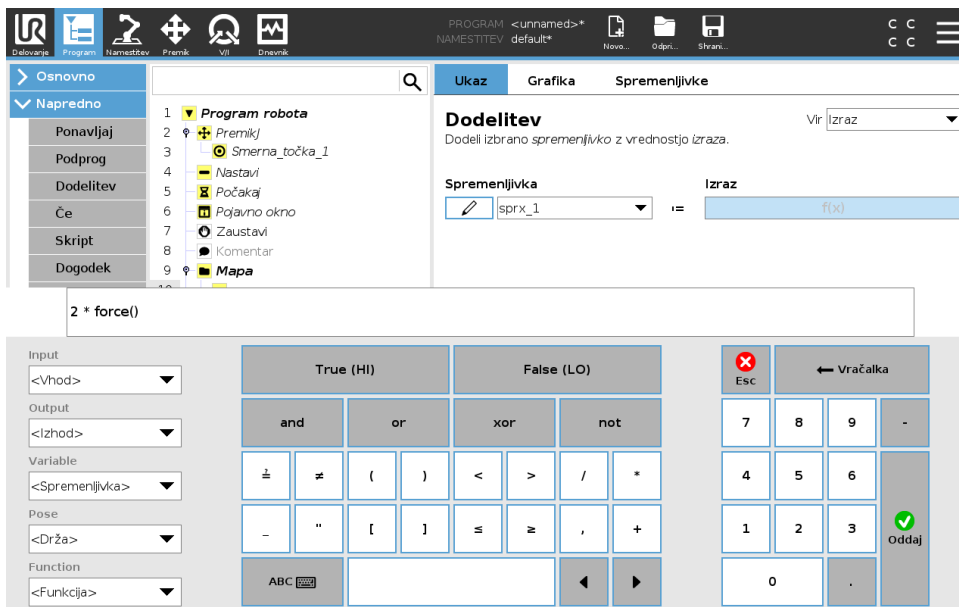 PROGRAM <unnamed>*
NAMESTITEV default*
Delovanje Program Namestitev Premik V/I Dnevnik Novo... Odpri... Shrani...
C C
C C
Osnovno
Napredno
Ponavljaj
Podprog
Dodelitev
Če
Skript
Dogodek
1 Program robota
2 PremikJ
3 Smerna_točka_1
4 Nastavi
5 Počakaj
6 Pojavno okno
7 Zaustavi
8 Komentar
9 Mapa
Ukaz Grafika Spremenljivke
Dodelitev
Vir Izraz
Dodeli izbrano spremenljivko z vrednostjo izraza.
Spremenljivka Izraz
sprx_1 := f(x)
2 * force()
Input
<Vhod>
Output
<Izhod>
Variable
<Spremenljivka>
Pose
<Drža>
Function
<Funkcija>
True (HI) False (LO)
and or xor not
≟ ≠ ( ) < > / *
_ " [ ] ≤ ≥ , +
ABC
Esc Vračalka
7 8 9 -
4 5 6
1 2 3 Oddaj
0 .